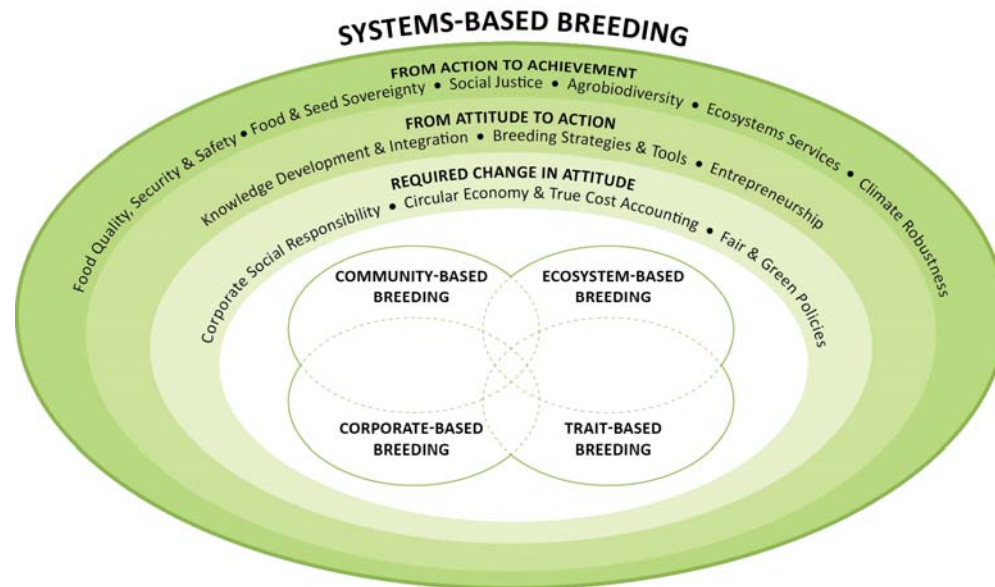 SYSTEMS-BASED BREEDING
FROM ACTION TO ACHIEVEMENT
Food Quality, Security & Safety • Food & Seed Sovereignty • Social Justice • Agrobiodiversity • Ecosystems Services • Climate Robustness
FROM ATTITUDE TO ACTION
Knowledge Development & Integration • Breeding Strategies & Tools • Entrepreneurship
REQUIRED CHANGE IN ATTITUDE
Corporate Social Responsibility • Circular Economy & True Cost Accounting • Fair & Green Policies
COMMUNITY-BASED
BREEDING
ECOSYSTEM-BASED
BREEDING
CORPORATE-BASED
BREEDING
TRAIT-BASED
BREEDING